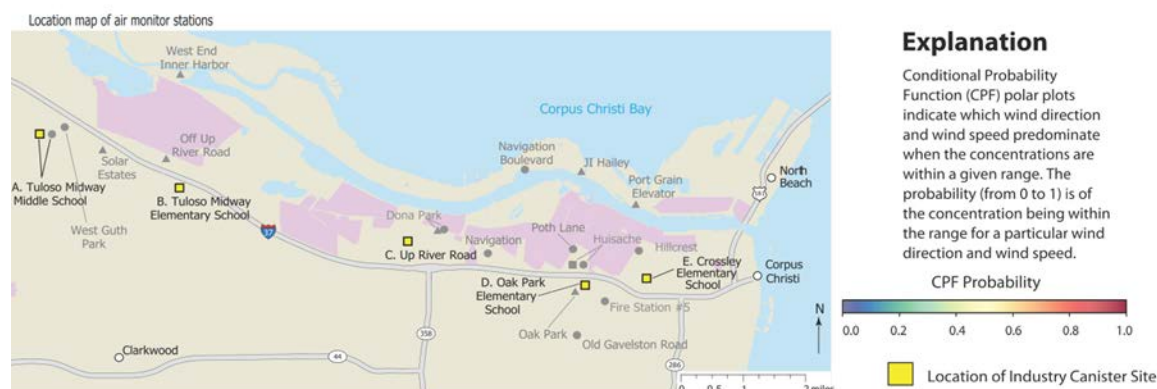 Location map of air monitor stations
West End
Inner Harbor
Corpus Christi Bay
Off Up
River Road
Solar
Estates
Navigation
Boulevard
JI Hailey
Port Grain
Elevator
North
Beach
A. Tuloso Midway
Middle School
B. Tuloso Midway
Elementary School
West Guth
Park
37
Dona Park
C. Up River Road
Navigation
Poth Lane
Huisache
Hillcrest
E. Crossley
Elementary
School
Corpus
Christi
D. Oak Park
Elementary
School
Fire Station #5
Oak Park
Old Gavelston Road
Clarkwood
44
358
286
N
0 0.5 1 2 miles
Explanation
Conditional Probability
Function (CPF) polar plots
indicate which wind direction
and wind speed predominate
when the concentrations are
within a given range. The
probability (from 0 to 1) is of
the concentration being within
the range for a particular wind
direction and wind speed.
CPF Probability
0.0 0.2 0.4 0.6 0.8 1.0
Location of Industry Canister Site